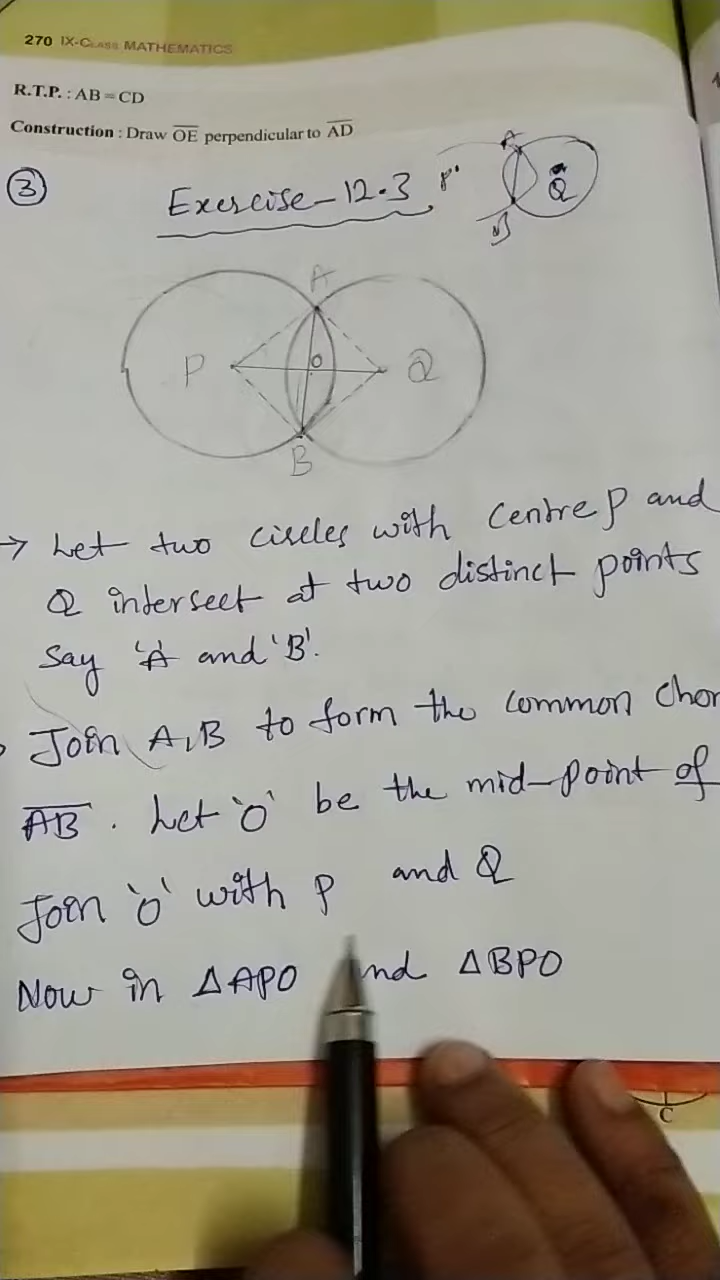 270 IX-CLASS MATHEMATICS
R.T.P. : AB = CD
Construction : Draw OE perpendicular to AD
3
Exercise-12.3
A
P
Q
B
A
P
O
Q
B
→ Let two circles with centre P and
Q intersect at two distinct points
say 'A' and 'B'.
Join A,B to form the common chor
AB. Let 'O' be the mid-point of
Join 'O' with P and Q
Now in ΔAPO and ΔBPO
C